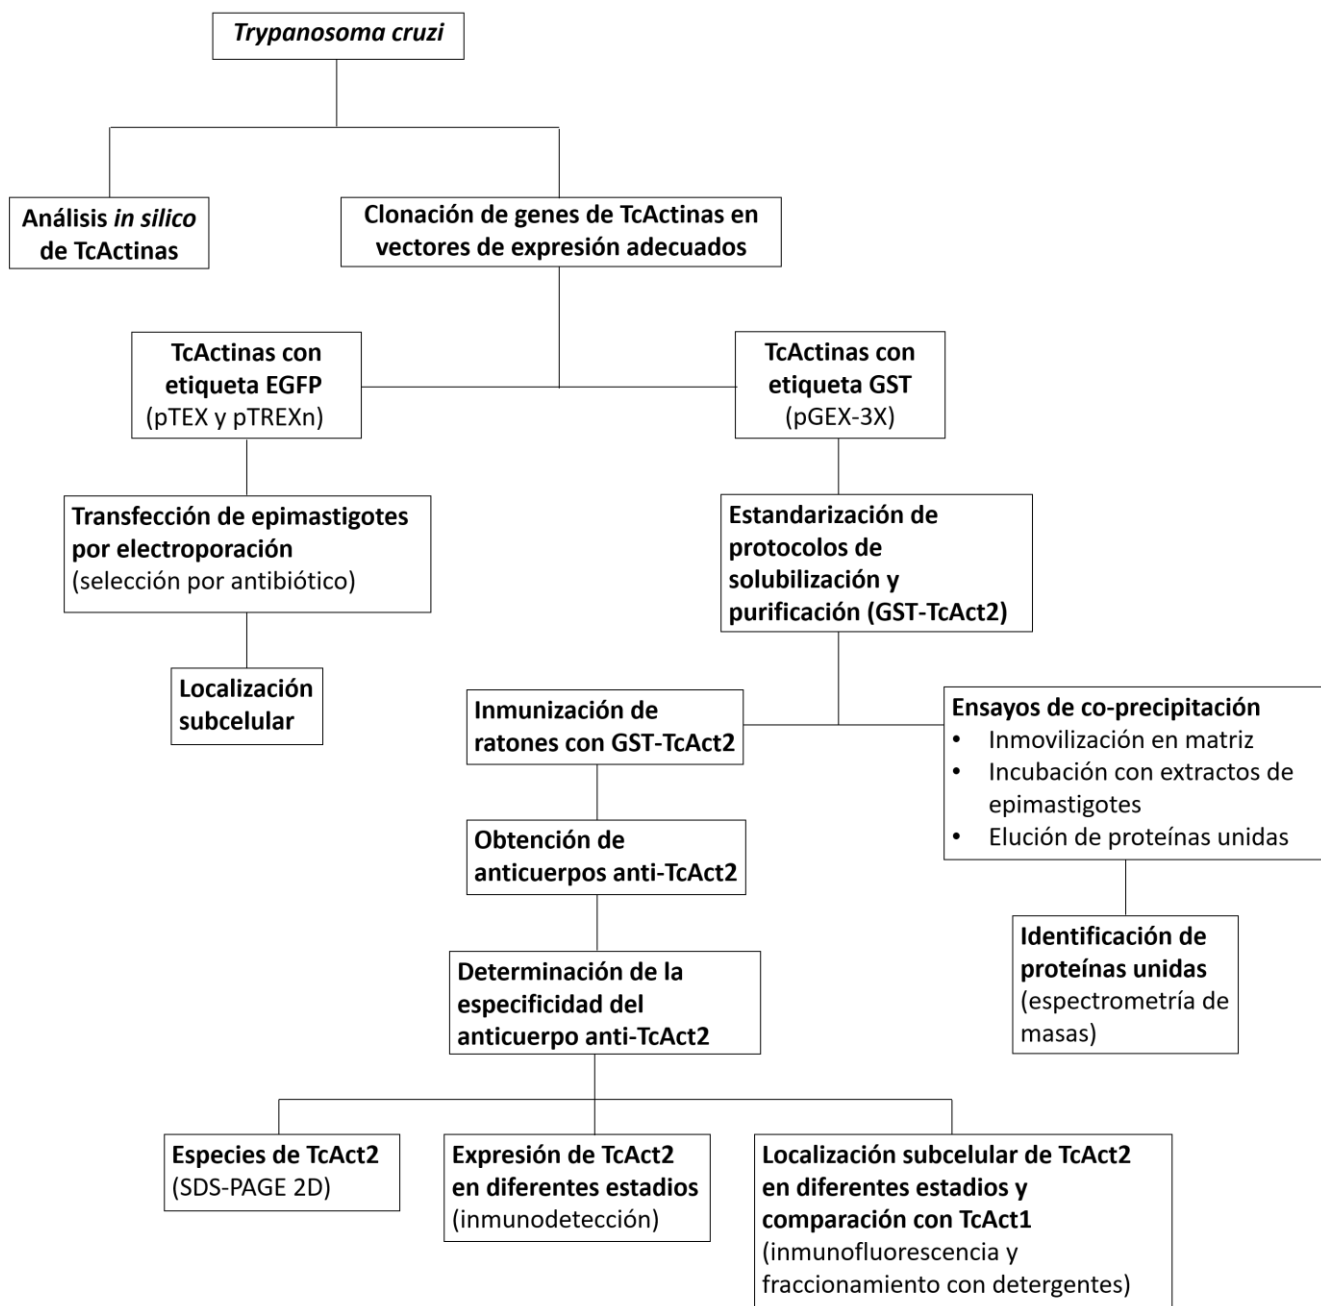 Trypanosoma cruzi
Análisis in silico
de TcActinas
Clonación de genes de TcActinas en
vectores de expresión adecuados
TcActinas con
etiqueta EGFP
(pTEX y pTREXn)
TcActinas con
etiqueta GST
(pGEX-3X)
Transfección de epimastigotes
por electroporación
(selección por antibiótico)
Estandarización de
protocolos de
solubilización y
purificación (GST-TcAct2)
Localización
subcelular
Inmunización de
ratones con GST-TcAct2
Ensayos de co-precipitación
• Inmovilización en matriz
• Incubación con extractos de
epimastigotes
• Elución de proteínas unidas
Obtención de
anticuerpos anti-TcAct2
Identificación de
proteínas unidas
(espectrometría de
masas)
Determinación de la
especificidad del
anticuerpo anti-TcAct2
Especies de TcAct2
(SDS-PAGE 2D)
Expresión de TcAct2
en diferentes estadios
(inmunodetección)
Localización subcelular de TcAct2
en diferentes estadios y
comparación con TcAct1
(inmunofluorescencia y
fraccionamiento con detergentes)